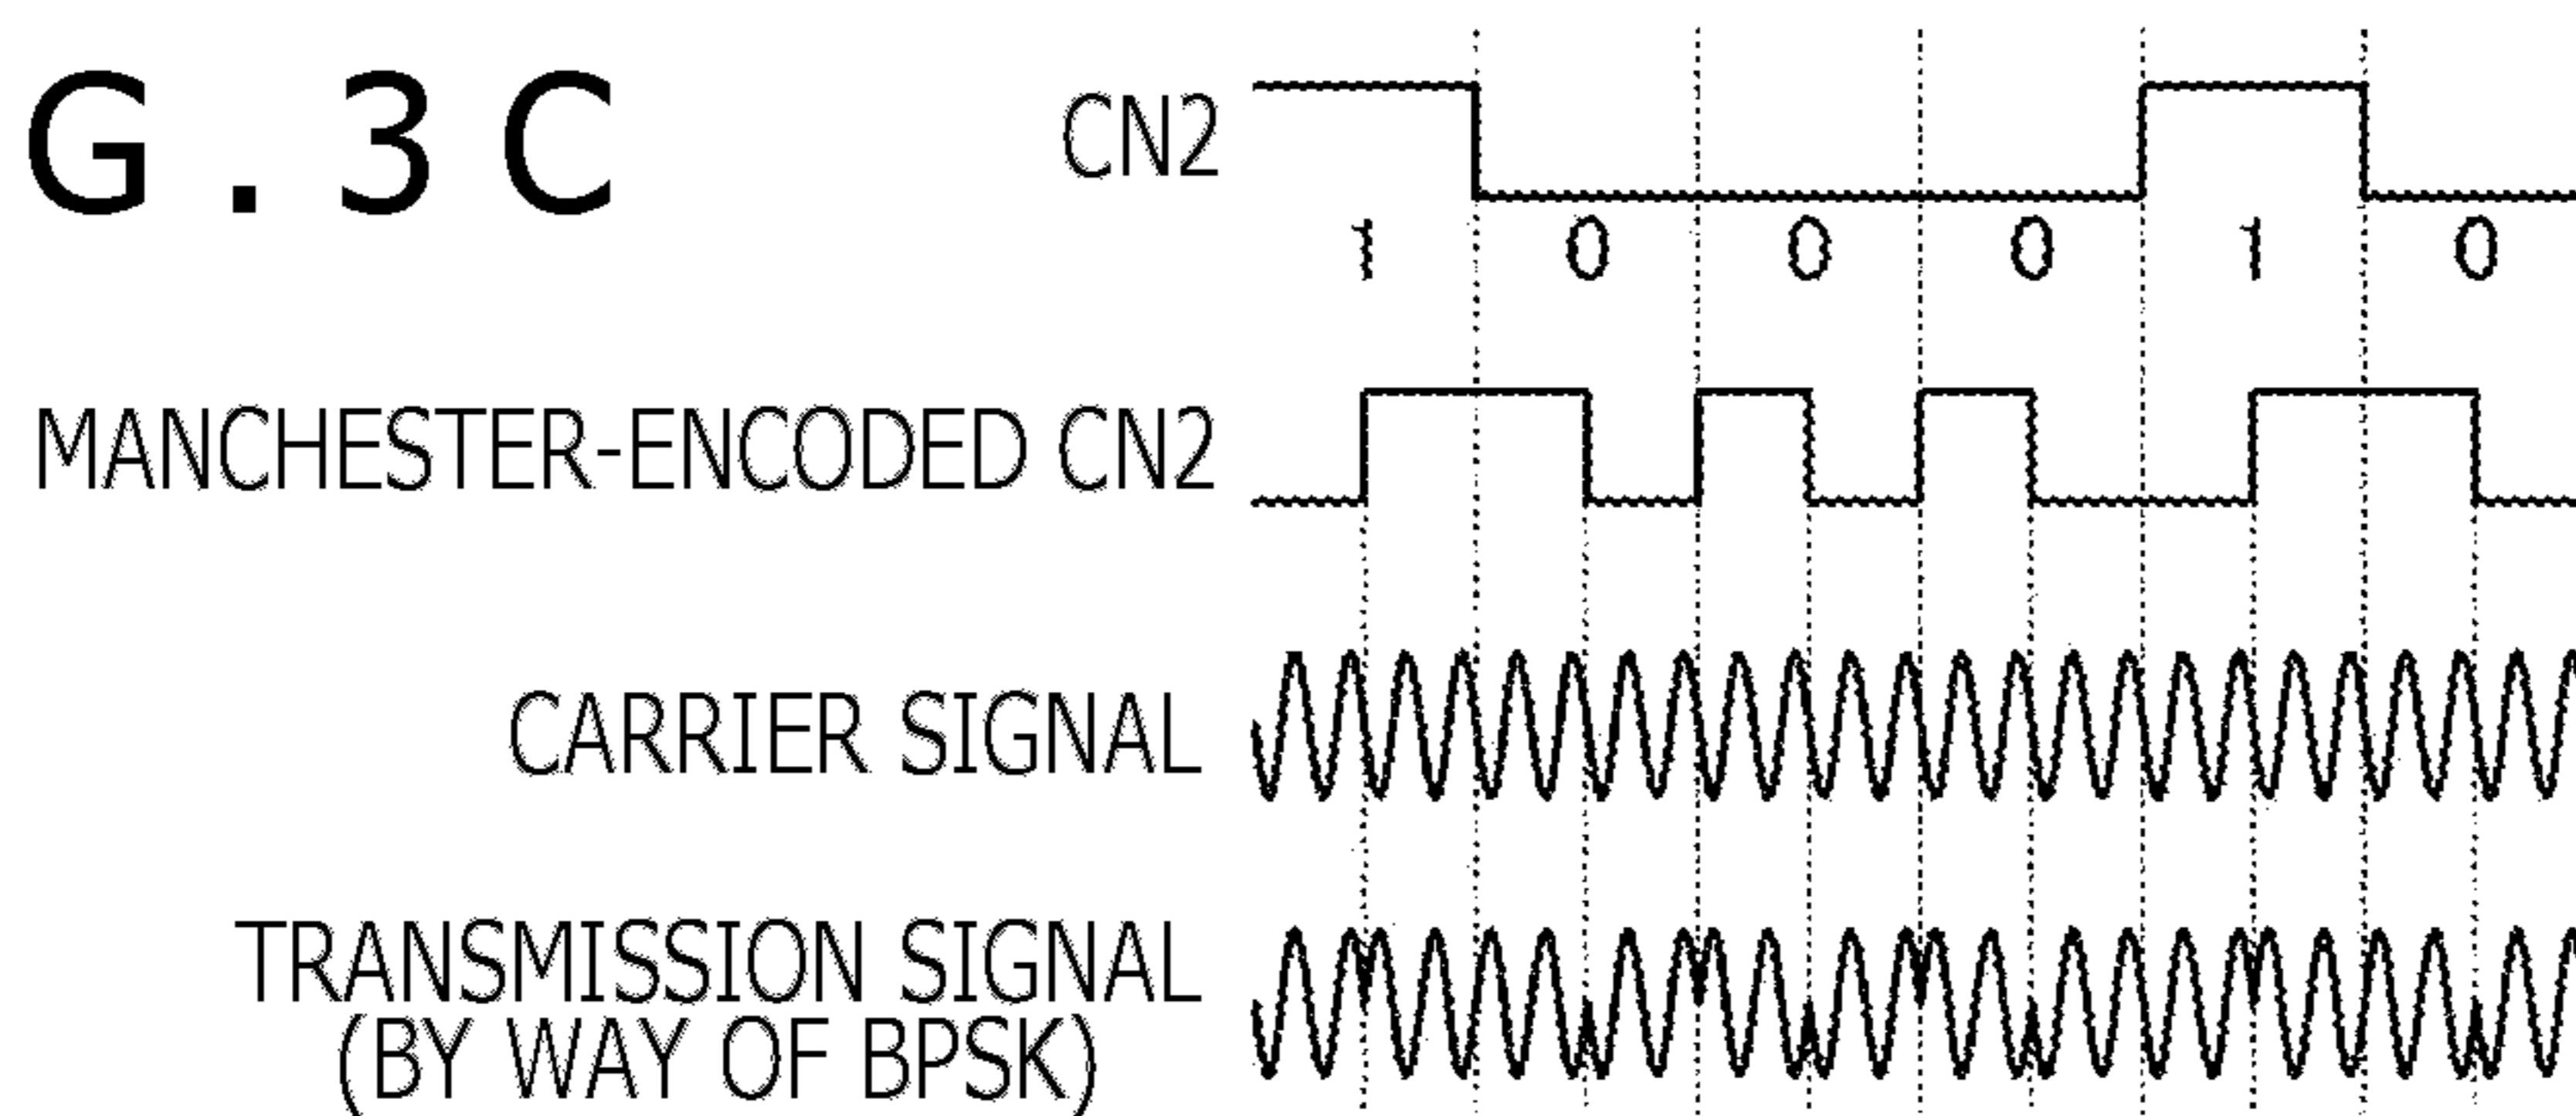 G.3C
CN2
1 0 0 0 1 0
MANCHESTER-ENCODED CN2
CARRIER SIGNAL
TRANSMISSION SIGNAL
(BY WAY OF BPSK)